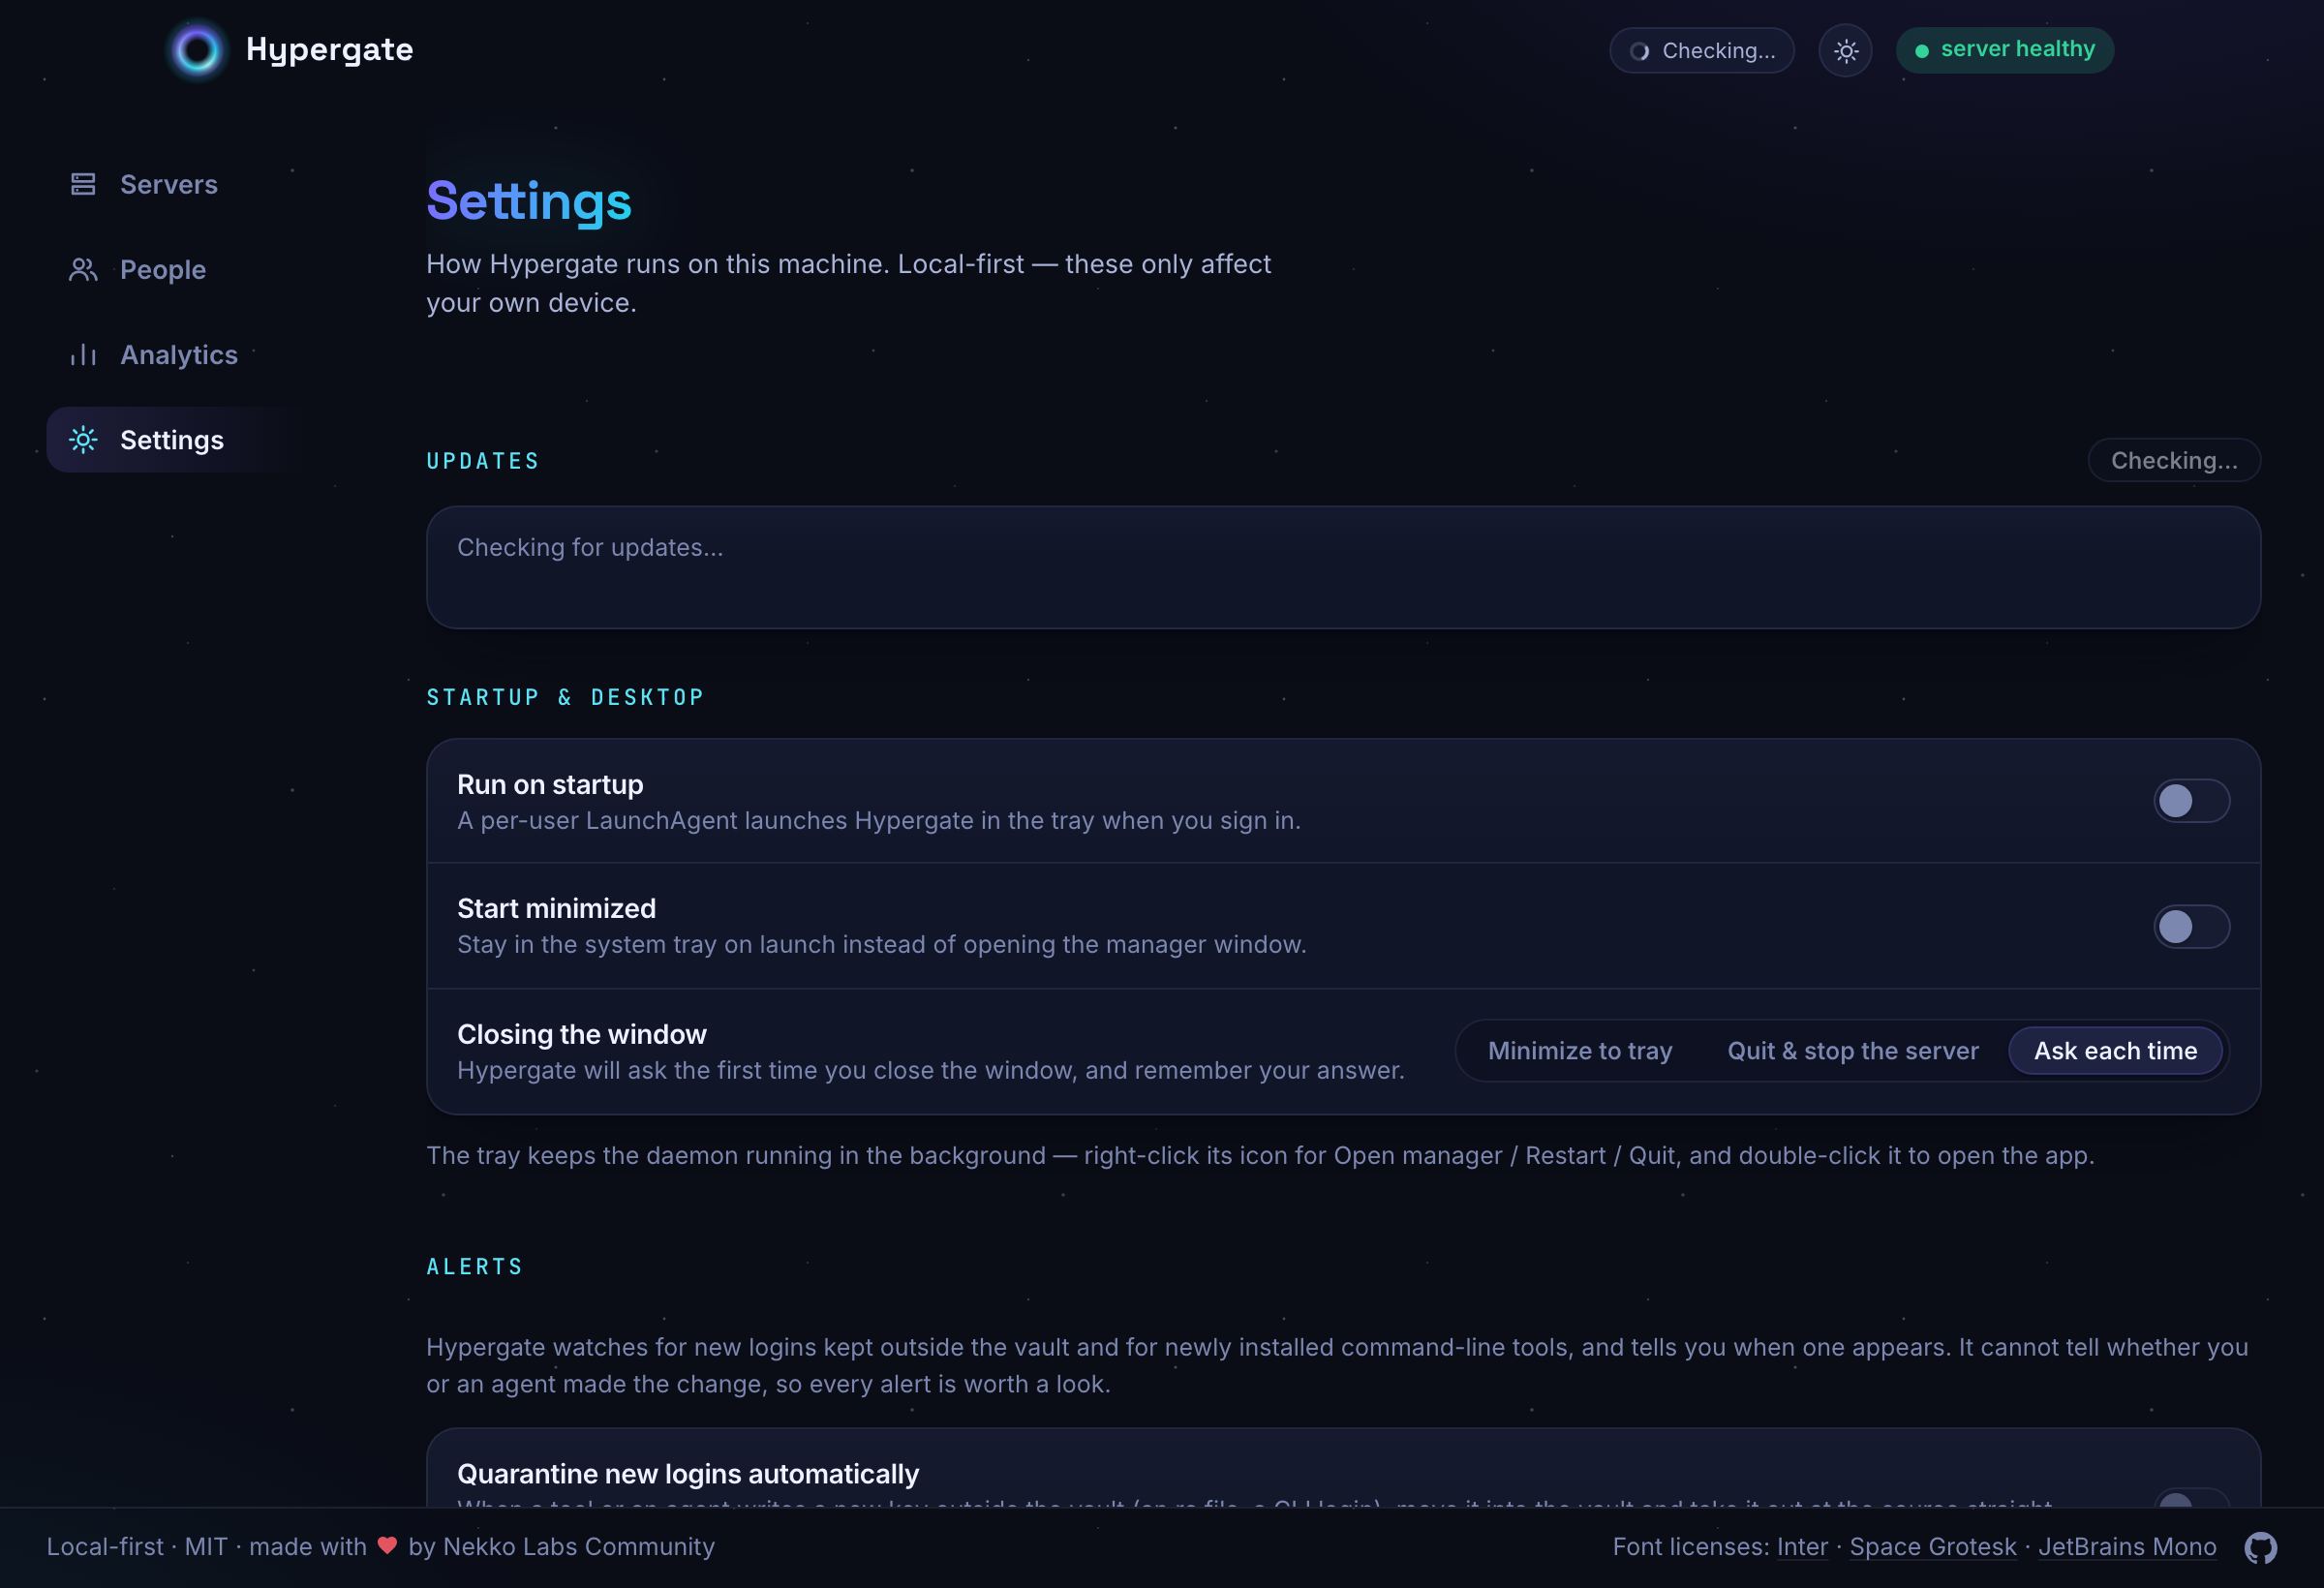 Hypergate
Checking...
server healthy
Servers
People
Analytics
Settings
Settings
How Hypergate runs on this machine. Local-first — these only affect
your own device.
UPDATES
Checking...
Checking for updates...
STARTUP & DESKTOP
Run on startup
A per-user LaunchAgent launches Hypergate in the tray when you sign in.
Start minimized
Stay in the system tray on launch instead of opening the manager window.
Closing the window
Hypergate will ask the first time you close the window, and remember your answer.
Minimize to tray
Quit & stop the server
Ask each time
The tray keeps the daemon running in the background — right-click its icon for Open manager / Restart / Quit, and double-click it to open the app.
ALERTS
Hypergate watches for new logins kept outside the vault and for newly installed command-line tools, and tells you when one appears. It cannot tell whether you
or an agent made the change, so every alert is worth a look.
Quarantine new logins automatically
Local-first · MIT · made with ❤ by Nekko Labs Community
Font licenses: Inter · Space Grotesk · JetBrains Mono